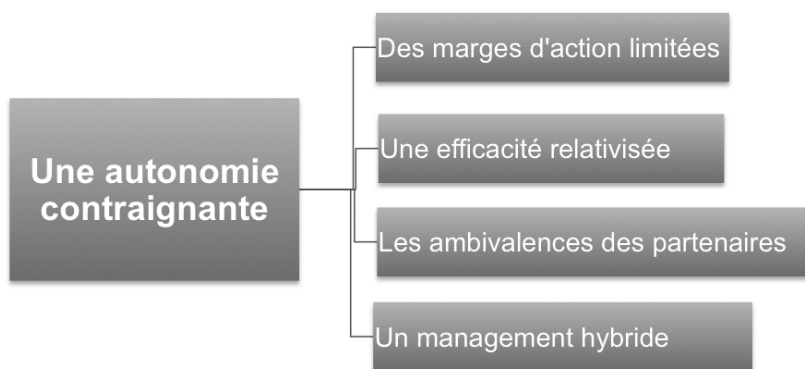 Une autonomie
contraignante
Des marges d'action limitées
Une efficacité relativisée
Les ambivalences des partenaires
Un management hybride